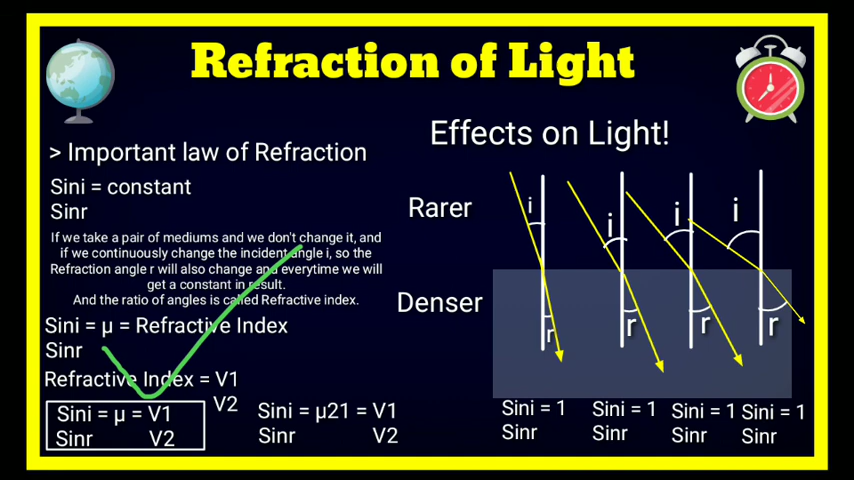 Refraction of Light
> Important law of Refraction
Sini = constant
Sinr
If we take a pair of mediums and we don't change it, and
if we continuously change the incident angle i, so the
Refraction angle r will also change and everytime we will
get a constant in result.
And the ratio of angles is called Refractive index.
Sini = μ = Refractive Index
Sinr
Refractive Index = V1
V2
Sini = μ = V1
Sinr V2
Sini = μ21 = V1
Sinr V2
Effects on Light!
Rarer
Denser
i i i i
r r r r
Sini = 1 Sini = 1 Sini = 1 Sini = 1
Sinr Sinr Sinr Sinr